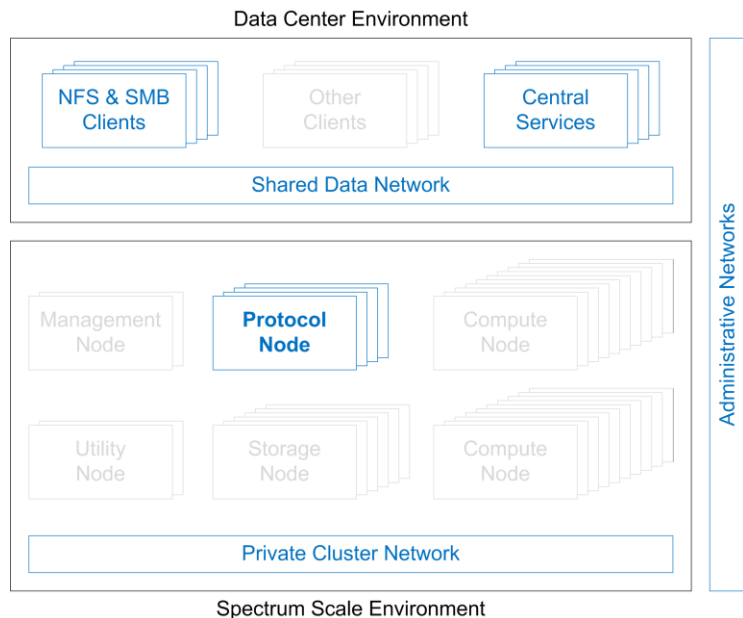 Data Center Environment
NFS & SMB
Clients
Other
Clients
Central
Services
Shared Data Network
Administrative Networks
Management
Node
Protocol
Node
Compute
Node
Utility
Node
Storage
Node
Compute
Node
Private Cluster Network
Spectrum Scale Environment